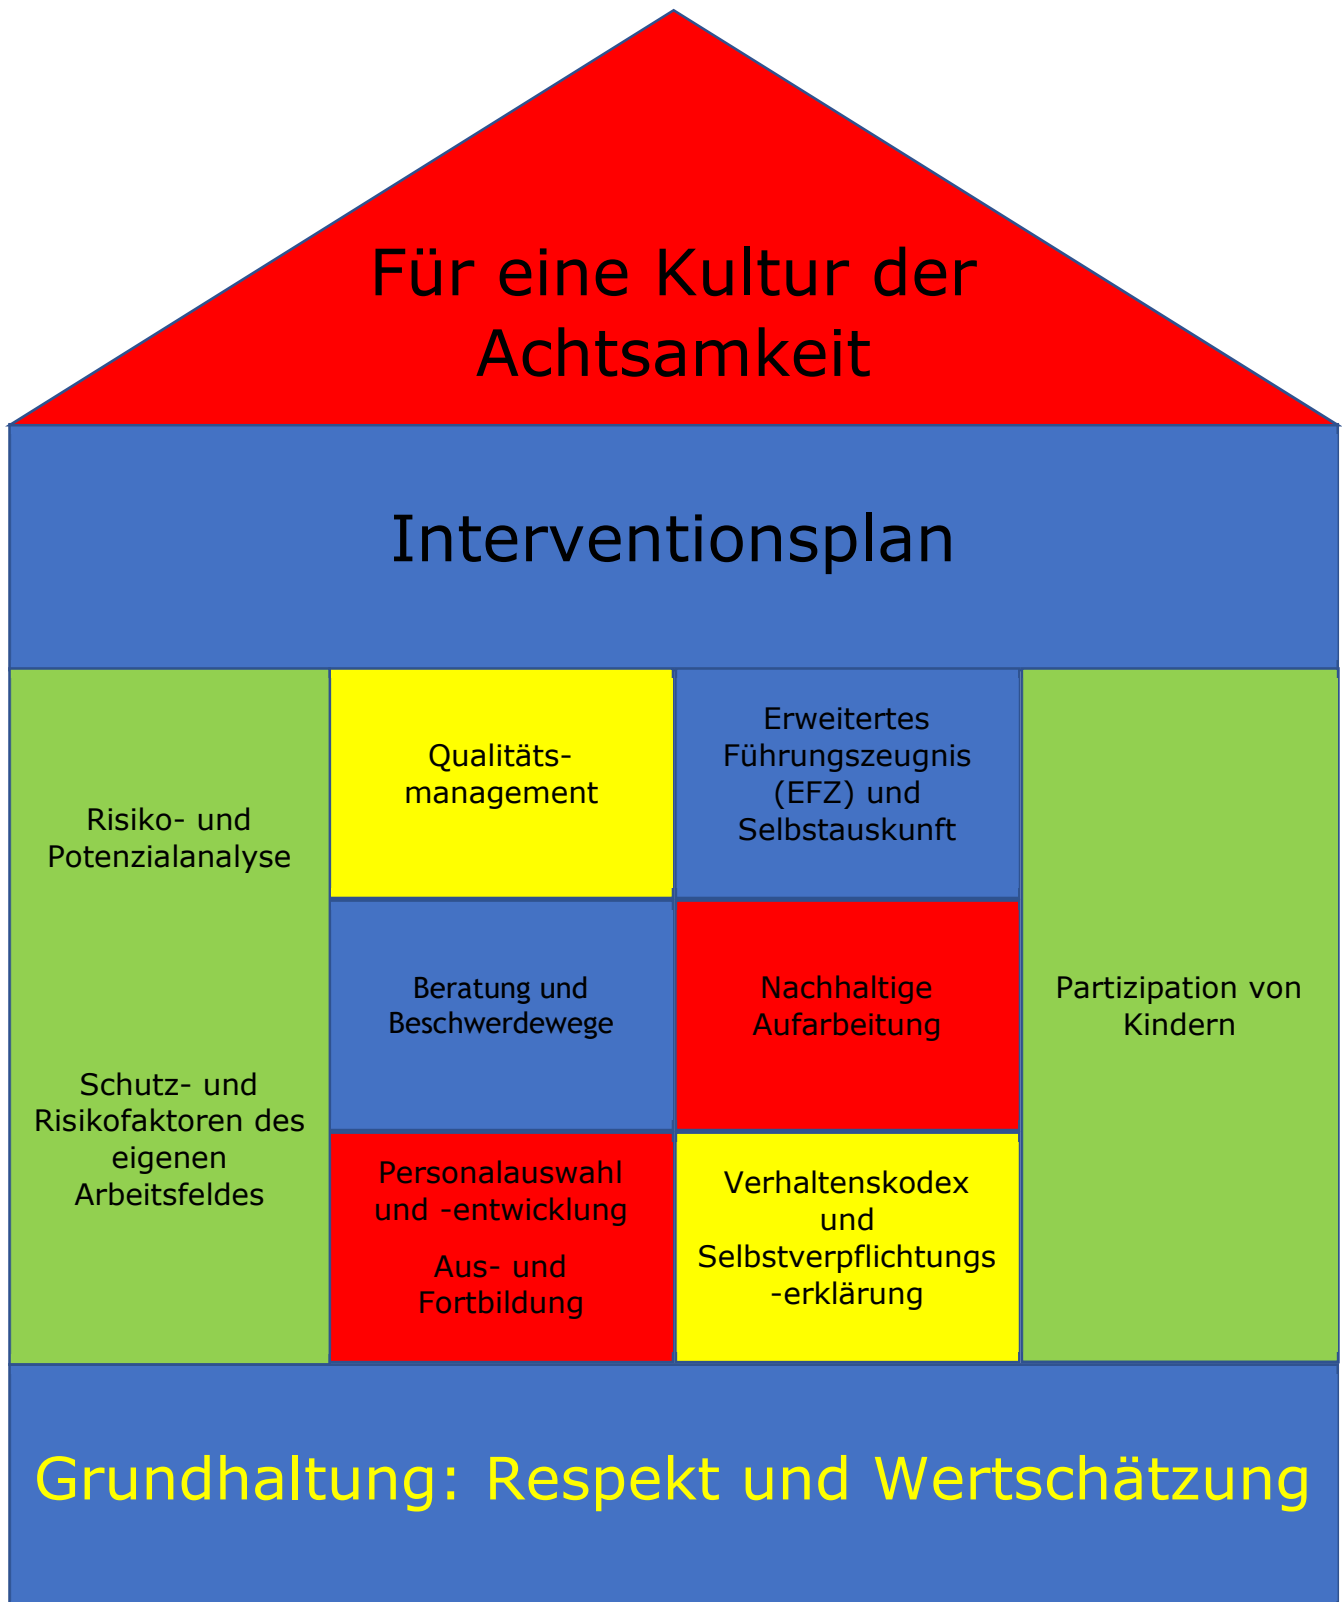 Für eine Kultur der
Achtsamkeit
Interventionsplan
Risiko- und
Potenzialanalyse
Schutz- und
Risikofaktoren des
eigenen
Arbeitsfeldes
Qualitäts-
management
Erweitertes
Führungszeugnis
(EFZ) und
Selbstauskunft
Beratung und
Beschwerdewege
Nachhaltige
Aufarbeitung
Personalauswahl
und -entwicklung
Aus- und
Fortbildung
Verhaltenskodex
und
Selbstverpflichtungs
-erklärung
Partizipation von
Kindern
Grundhaltung: Respekt und Wertschätzung